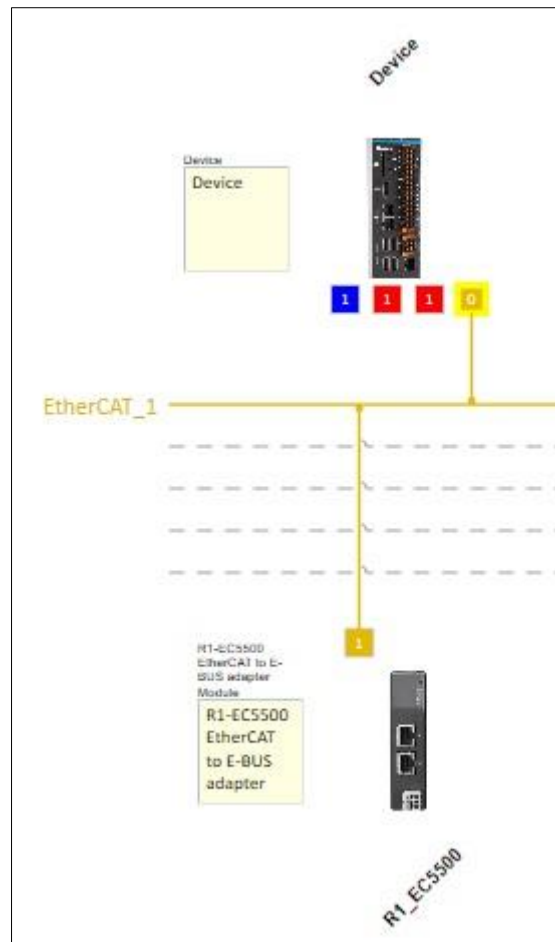 Device
Device
Device
1 1 1 0
EtherCAT_1
1
R1-EC5500
EtherCAT to E-
BUS adapter
Module
R1-EC5500
EtherCAT
to E-BUS
adapter
R1_EC5500